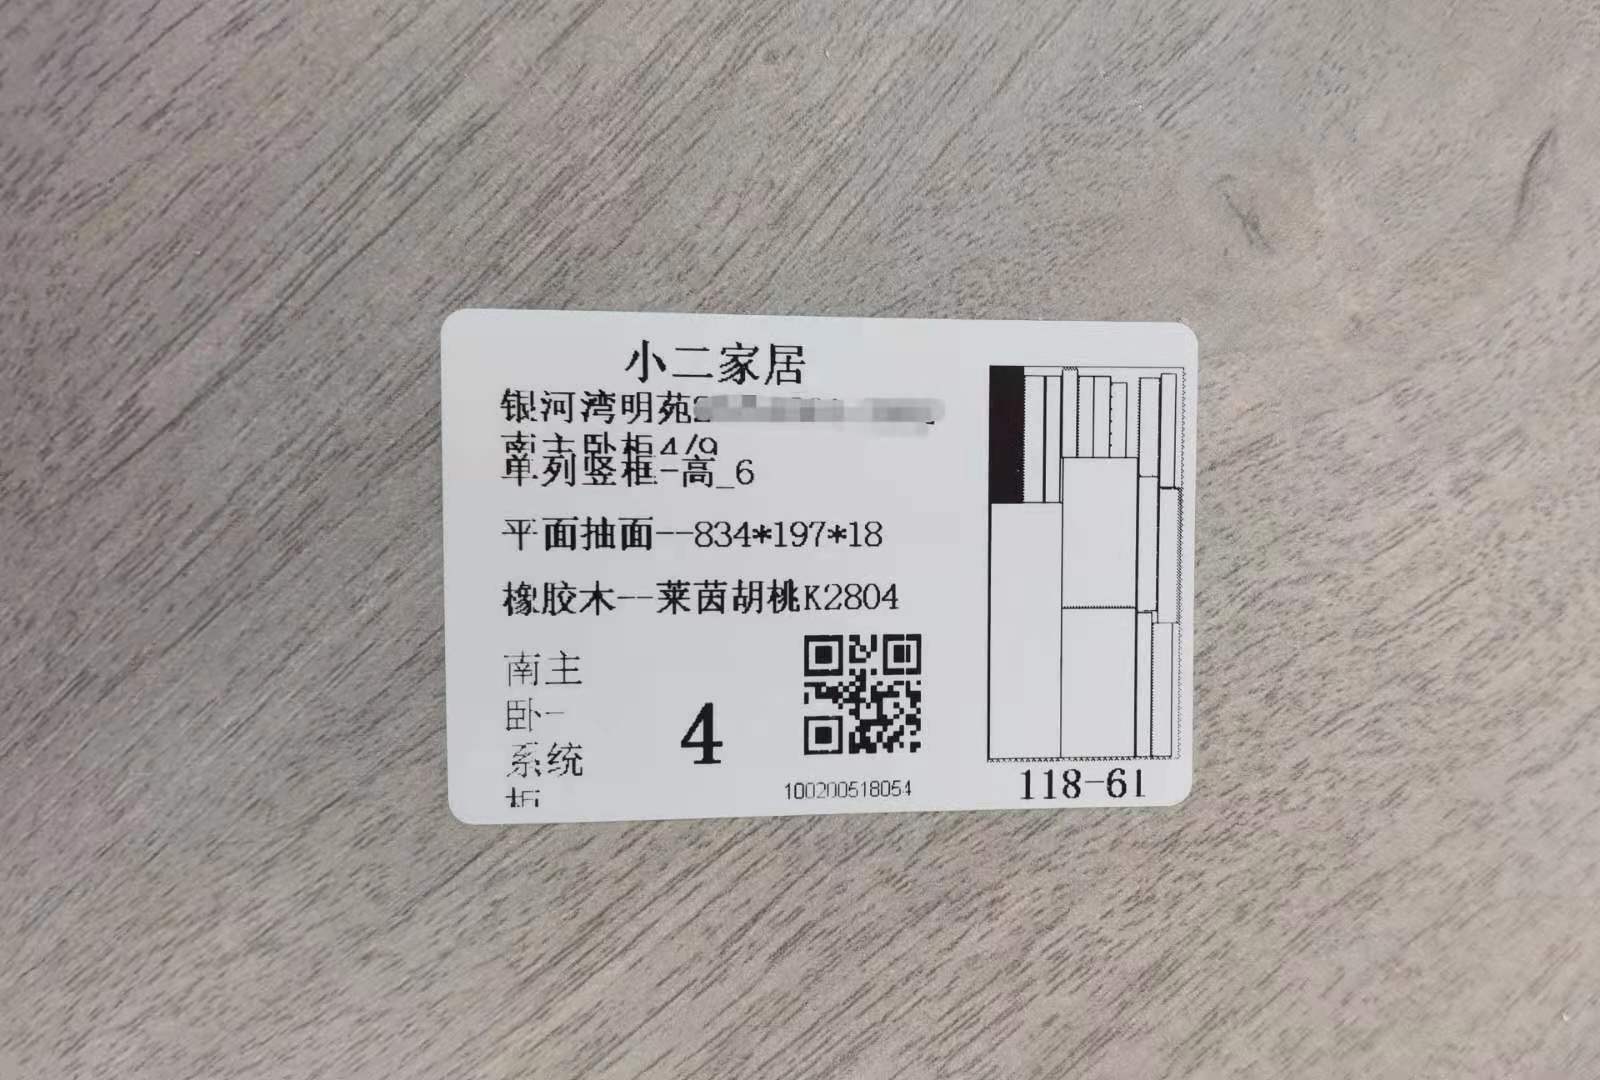 小二家居
银河湾明苑
南主卧柜4/9
单列竖框-高_6
平面抽面--834*197*18
橡胶木--莱茵胡桃K2804
南主
卧-
系统
4
100200518054
118-61